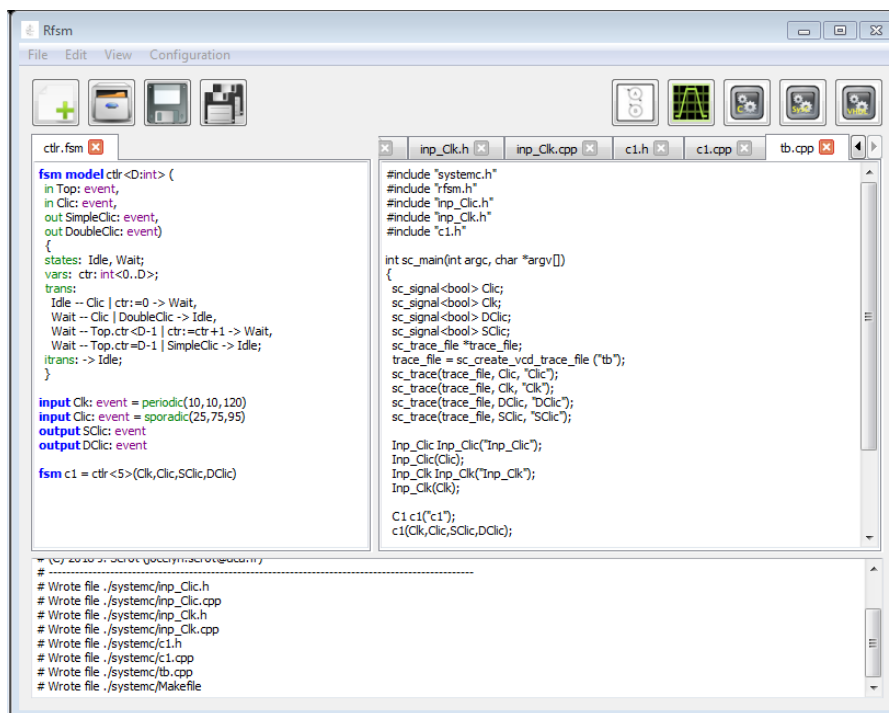 Rfsm
File Edit View Configuration
C SystC VHDL
ctlr.fsm
inp_Clk.h inp_Clk.cpp c1.h c1.cpp tb.cpp
fsm model ctlr<D:int> (
in Top: event,
in Clic: event,
out SimpleClic: event,
out DoubleClic: event)
{
states: Idle, Wait;
vars: ctr: int<0..D>;
trans:
Idle -- Clic | ctr:=0 -> Wait,
Wait -- Clic | DoubleClic -> Idle,
Wait -- Top.ctr<D-1 | ctr:=ctr+1 -> Wait,
Wait -- Top.ctr=D-1 | SimpleClic -> Idle;
itrans: -> Idle;
}
input Clk: event = periodic(10,10,120)
input Clic: event = sporadic(25,75,95)
output SClic: event
output DClic: event
fsm c1 = ctlr<5>(Clk,Clic,SClic,DClic)
#include "systemc.h"
#include "rfsm.h"
#include "inp_Clic.h"
#include "inp_Clk.h"
#include "c1.h"
int sc_main(int argc, char *argv[])
{
sc_signal<bool> Clic;
sc_signal<bool> Clk;
sc_signal<bool> DClic;
sc_signal<bool> SClic;
sc_trace_file *trace_file;
trace_file = sc_create_vcd_trace_file ("tb");
sc_trace(trace_file, Clic, "Clic");
sc_trace(trace_file, Clk, "Clk");
sc_trace(trace_file, DClic, "DClic");
sc_trace(trace_file, SClic, "SClic");
Inp_Clic Inp_Clic("Inp_Clic");
Inp_Clic(Clic);
Inp_Clk Inp_Clk("Inp_Clk");
Inp_Clk(Clk);
C1 c1("c1");
c1(Clk,Clic,SClic,DClic);
# (C) 2018 J. Sérot (jocelyn.serot@uca.fr)
# ------------------------------------------------------------------------------------------
# Wrote file ./systemc/inp_Clic.h
# Wrote file ./systemc/inp_Clic.cpp
# Wrote file ./systemc/inp_Clk.h
# Wrote file ./systemc/inp_Clk.cpp
# Wrote file ./systemc/c1.h
# Wrote file ./systemc/c1.cpp
# Wrote file ./systemc/tb.cpp
# Wrote file ./systemc/Makefile